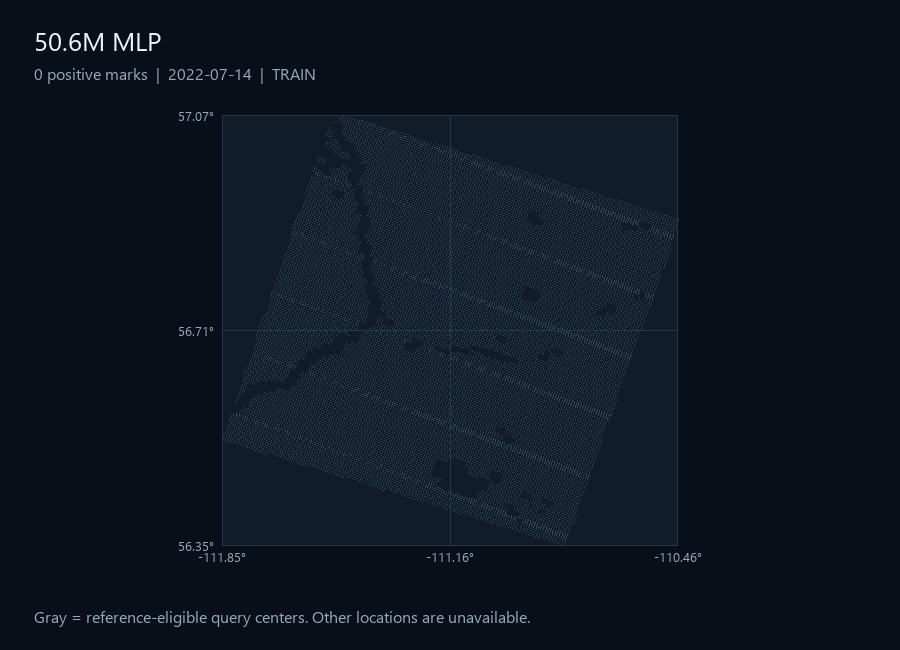 50.6M MLP
0 positive marks | 2022-07-14 | TRAIN
57.07°
56.71°
56.35°
-111.85°
-111.16°
-110.46°
Gray = reference-eligible query centers. Other locations are unavailable.